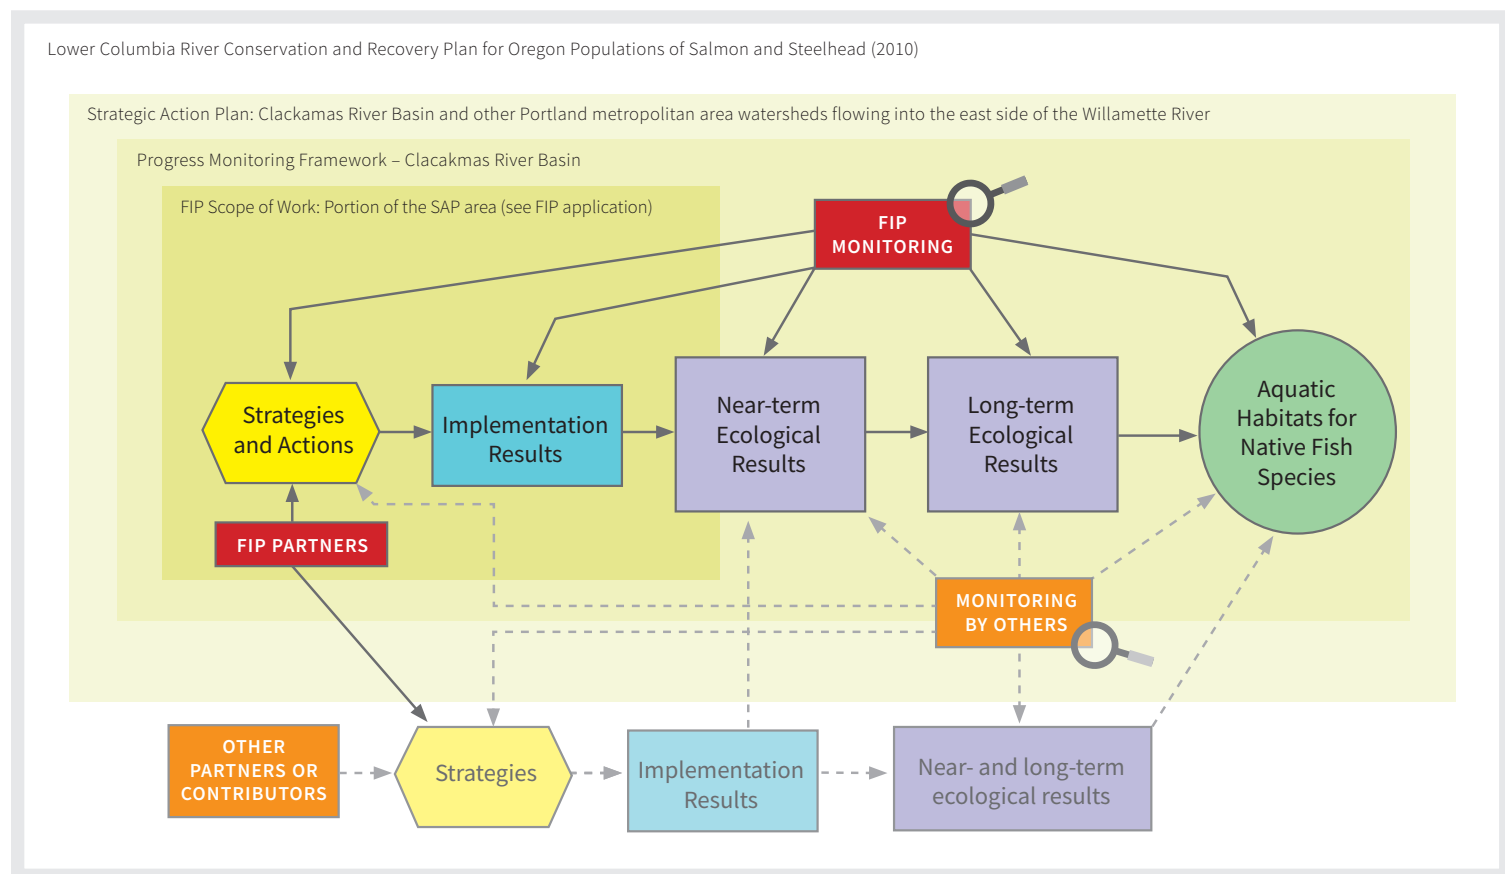 Lower Columbia River Conservation and Recovery Plan for Oregon Populations of Salmon and Steelhead (2010)
Strategic Action Plan: Clackamas River Basin and other Portland metropolitan area watersheds flowing into the east side of the Willamette River
Progress Monitoring Framework – Clacakmas River Basin
FIP Scope of Work: Portion of the SAP area (see FIP application)
FIP
MONITORING
Strategies
and Actions
Implementation
Results
Near-term
Ecological
Results
Long-term
Ecological
Results
Aquatic
Habitats for
Native Fish
Species
FIP PARTNERS
MONITORING
BY OTHERS
OTHER
PARTNERS OR
CONTRIBUTORS
Strategies
Implementation
Results
Near- and long-term
ecological results